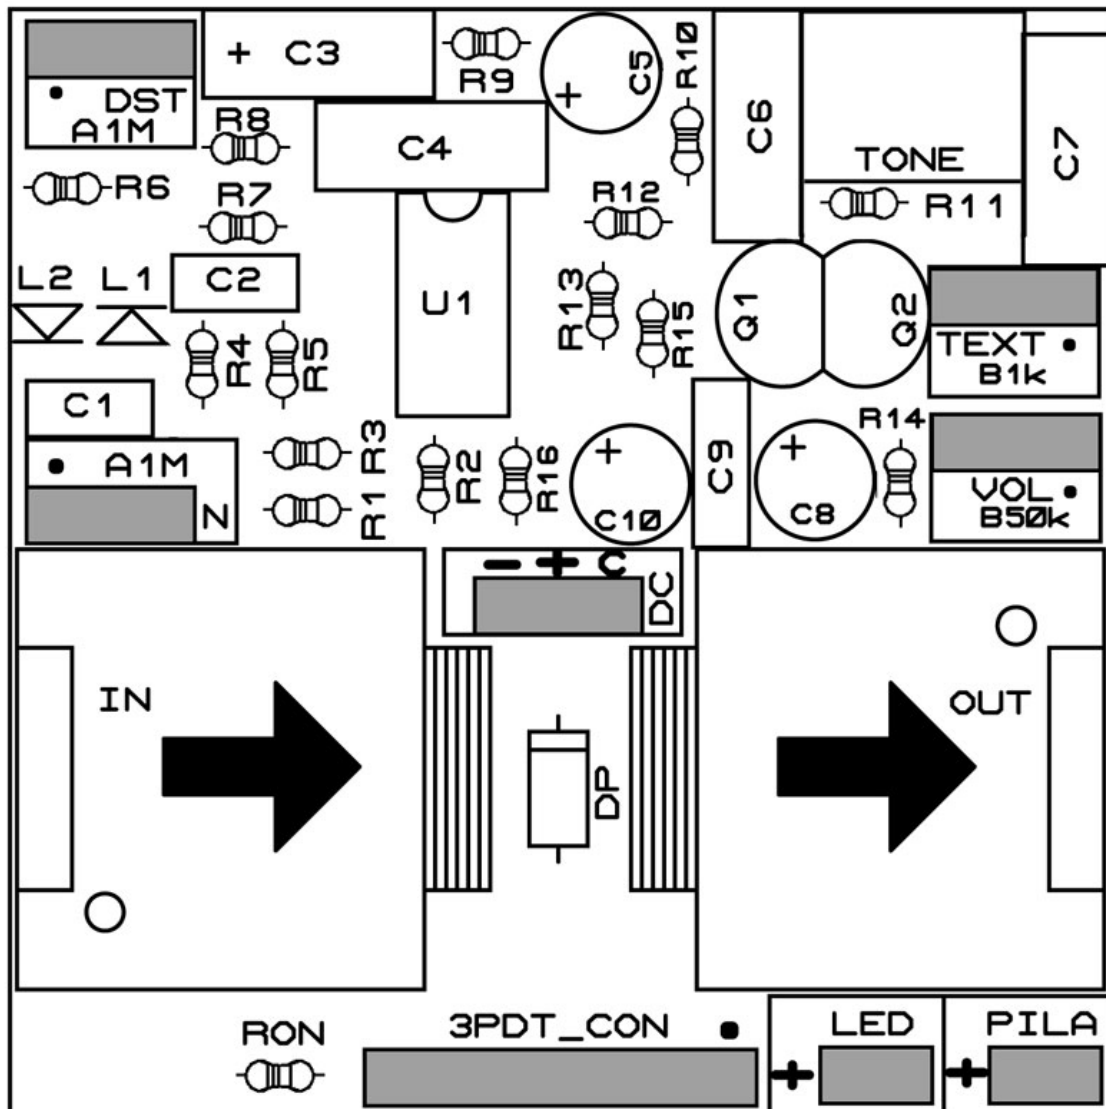 + C3
R9
C5
+
R10
DST
A1M
R8
C4
C6
TONE
C7
R6
R7
R12
R11
L2
L1
C2
U1
R13
R15
Q1
Q2
TEXT
B1k
R4
R5
C1
A1M
Z
R3
R1
R2
R16
+
C10
C9
+
C8
R14
VOL
B50k
- + C
DC
IN
OUT
DP
RON
3PDT_CON
LED
+
PILA
+